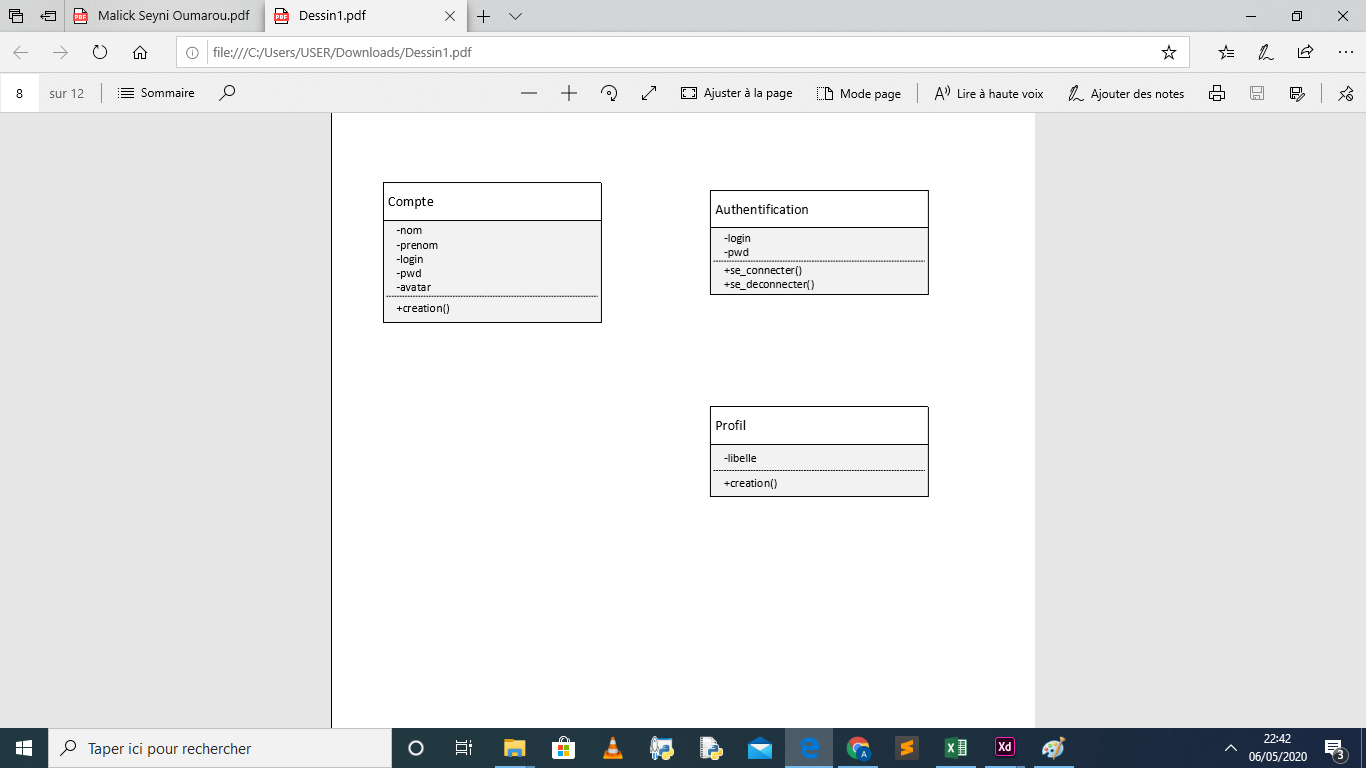 Malick Seyni Oumarou.pdf
Dessin1.pdf
file:///C:/Users/USER/Downloads/Dessin1.pdf
8 sur 12 Sommaire Ajuster à la page Mode page Lire à haute voix Ajouter des notes
Compte
-nom
-prenom
-login
-pwd
-avatar
+creation()
Authentification
-login
-pwd
+se_connecter()
+se_deconnecter()
Profil
-libelle
+creation()
Taper ici pour rechercher
22:42
06/05/2020
3